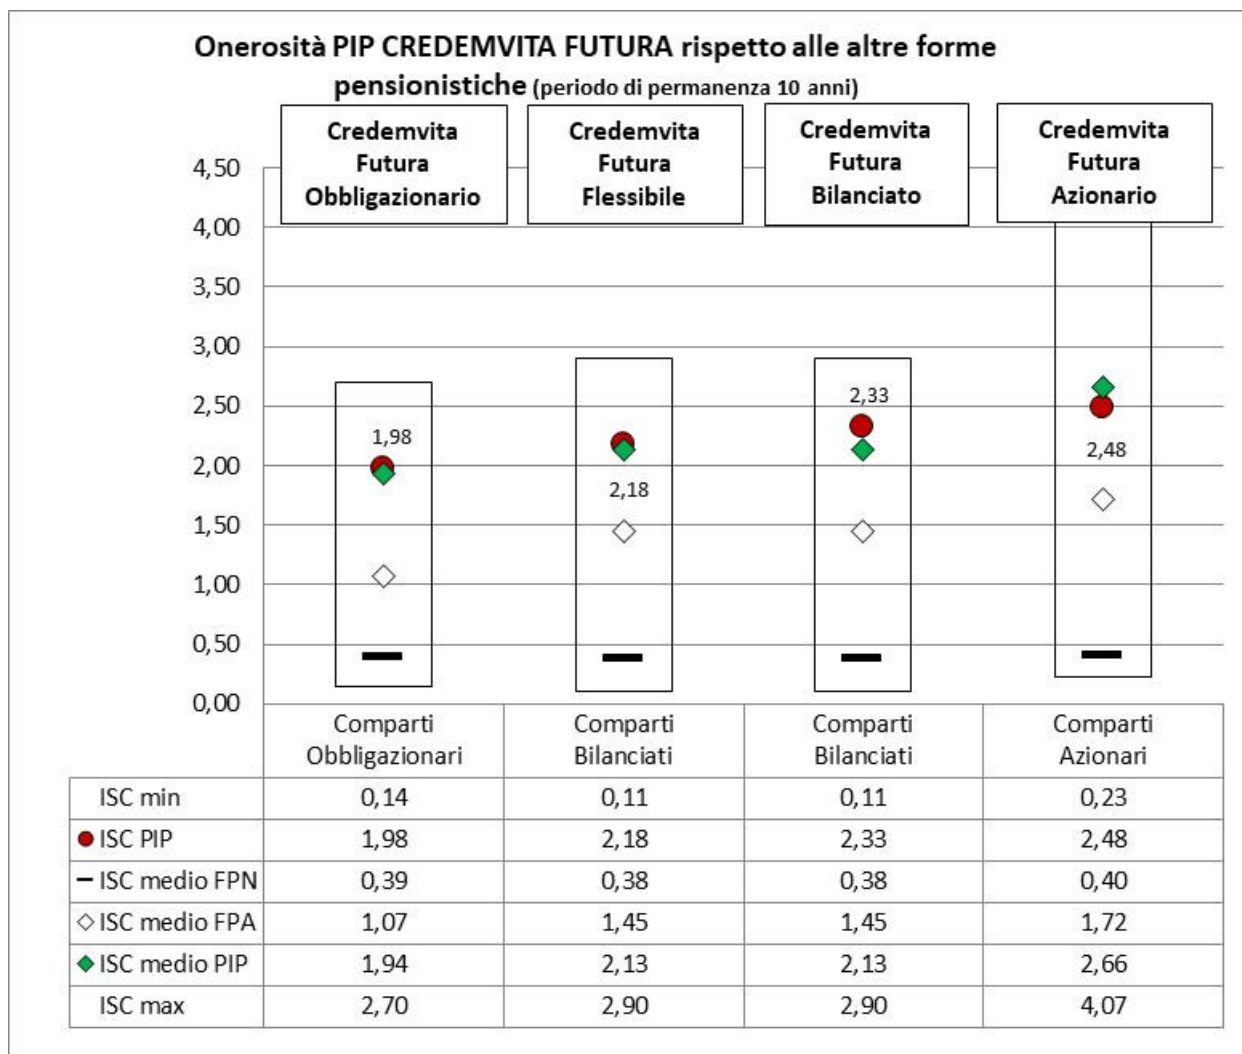 Onerosità PIP CREDEMVITA FUTURA rispetto alle altre forme
pensionistiche (periodo di permanenza 10 anni)
Credemvita
Futura
Obbligazionario
Credemvita
Futura
Flessibile
Credemvita
Futura
Bilanciato
Credemvita
Futura
Azionario
4,50
4,00
3,50
3,00
2,50
2,00
1,50
1,00
0,50
0,00
1,98
2,18
2,33
2,48
Comparti
Obbligazionari
Comparti
Bilanciati
Comparti
Bilanciati
Comparti
Azionari
ISC min 0,14 0,11 0,11 0,23
ISC PIP 1,98 2,18 2,33 2,48
ISC medio FPN 0,39 0,38 0,38 0,40
ISC medio FPA 1,07 1,45 1,45 1,72
ISC medio PIP 1,94 2,13 2,13 2,66
ISC max 2,70 2,90 2,90 4,07